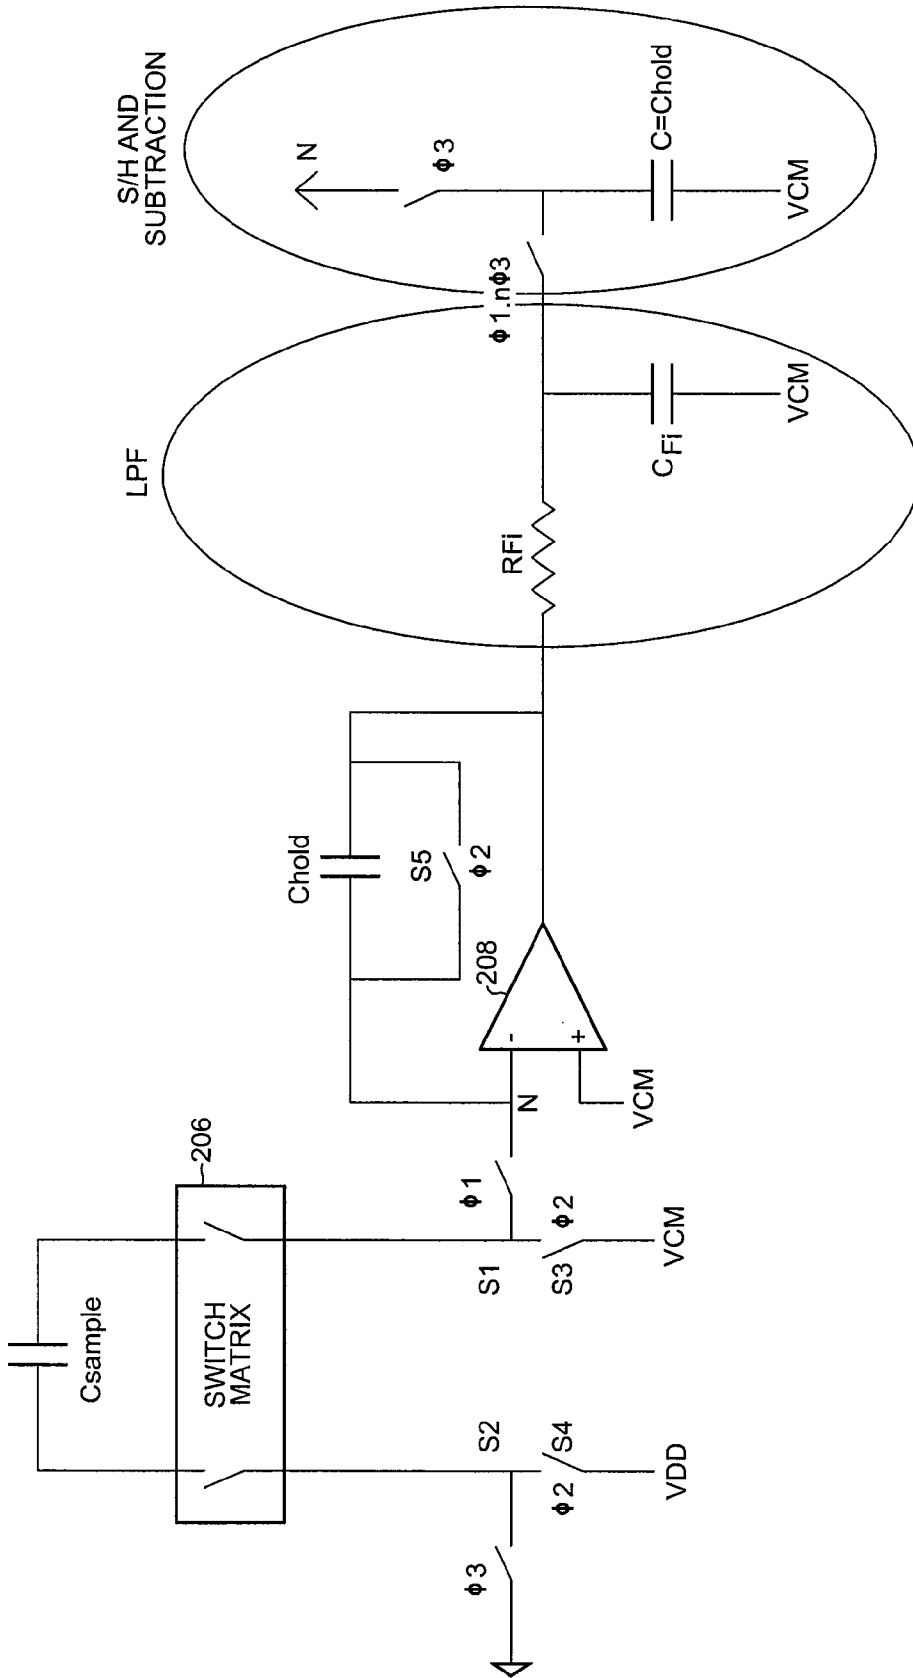 Csample
SWITCH
MATRIX
206
S2
S1
ϕ3
ϕ2
S4
VDD
S3
ϕ2
VCM
ϕ1
N
VCM
208
-
+
Chold
S5
ϕ2
LPF
RFi
CFi
VCM
S/H AND
SUBTRACTION
N
ϕ3
ϕ1.nϕ3
C=Chold
VCM